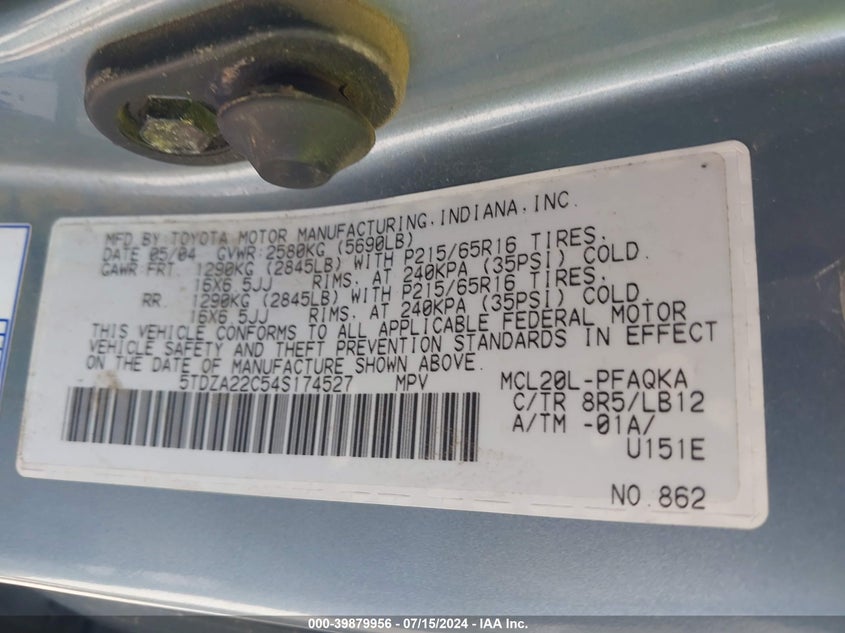 MFD.BY:TOYOTA MOTOR MANUFACTURING,INDIANA,INC.
DATE 05/04 GVWR:2580KG (5690LB)
GAWR FRT. 1290KG (2845LB) WITH P215/65R16 TIRES,
16X6.5JJ RIMS, AT 240KPA (35PSI) COLD.
RR. 1290KG (2845LB) WITH P215/65R16 TIRES,
16X6.5JJ RIMS, AT 240KPA (35PSI) COLD.
THIS VEHICLE CONFORMS TO ALL APPLICABLE FEDERAL MOTOR
VEHICLE SAFETY AND THEFT PREVENTION STANDARDS IN EFFECT
ON THE DATE OF MANUFACTURE SHOWN ABOVE.
5TDZA22C54S174527 MPV MCL20L-PFAQKA
C/TR 8R5/LB12
A/TM -01A/
U151E
NO.862
000-39879956 - 07/15/2024 - IAA Inc.